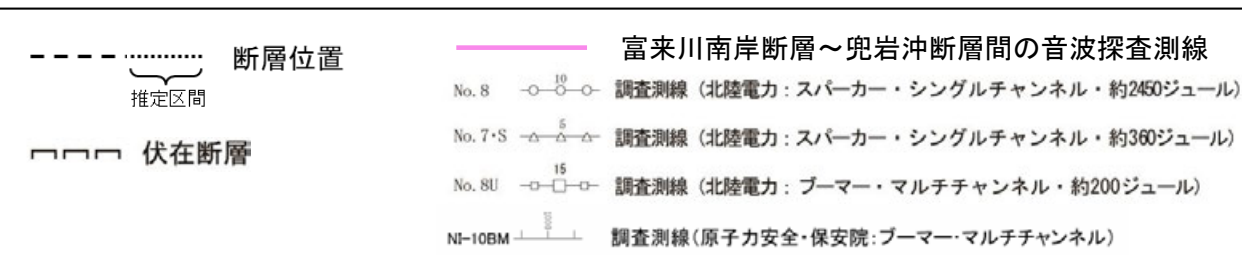 断層位置
推定区間
伏在断層
富来川南岸断層～兜岩沖断層間の音波探査測線
No. 8 10 調査測線（北陸電力：スパーカー・シングルチャンネル・約2450ジュール）
No. 7・S 5 調査測線（北陸電力：スパーカー・シングルチャンネル・約360ジュール）
No. 8U 15 調査測線（北陸電力：ブーマー・マルチチャンネル・約200ジュール）
NI-10BM 調査測線(原子力安全・保安院：ブーマー・マルチチャンネル)